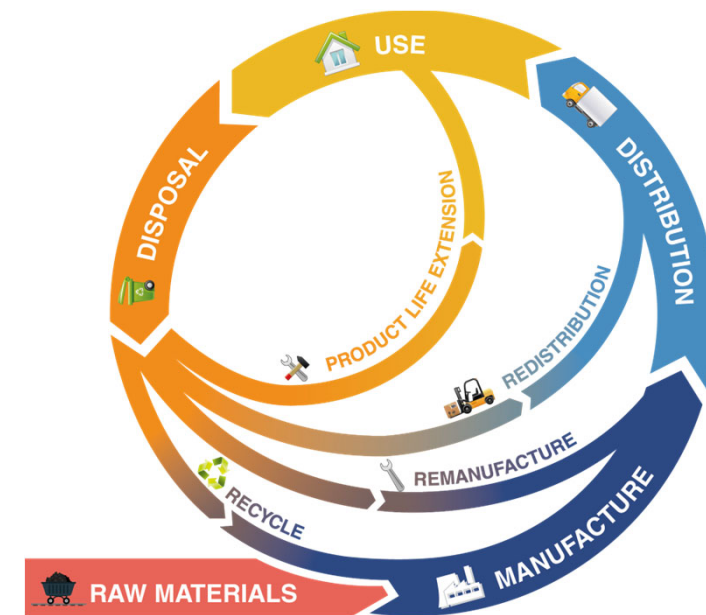 USE
DISTRIBUTION
DISPOSAL
PRODUCT LIFE EXTENSION
REDISTRIBUTION
REMANUFACTURE
RECYCLE
MANUFACTURE
RAW MATERIALS